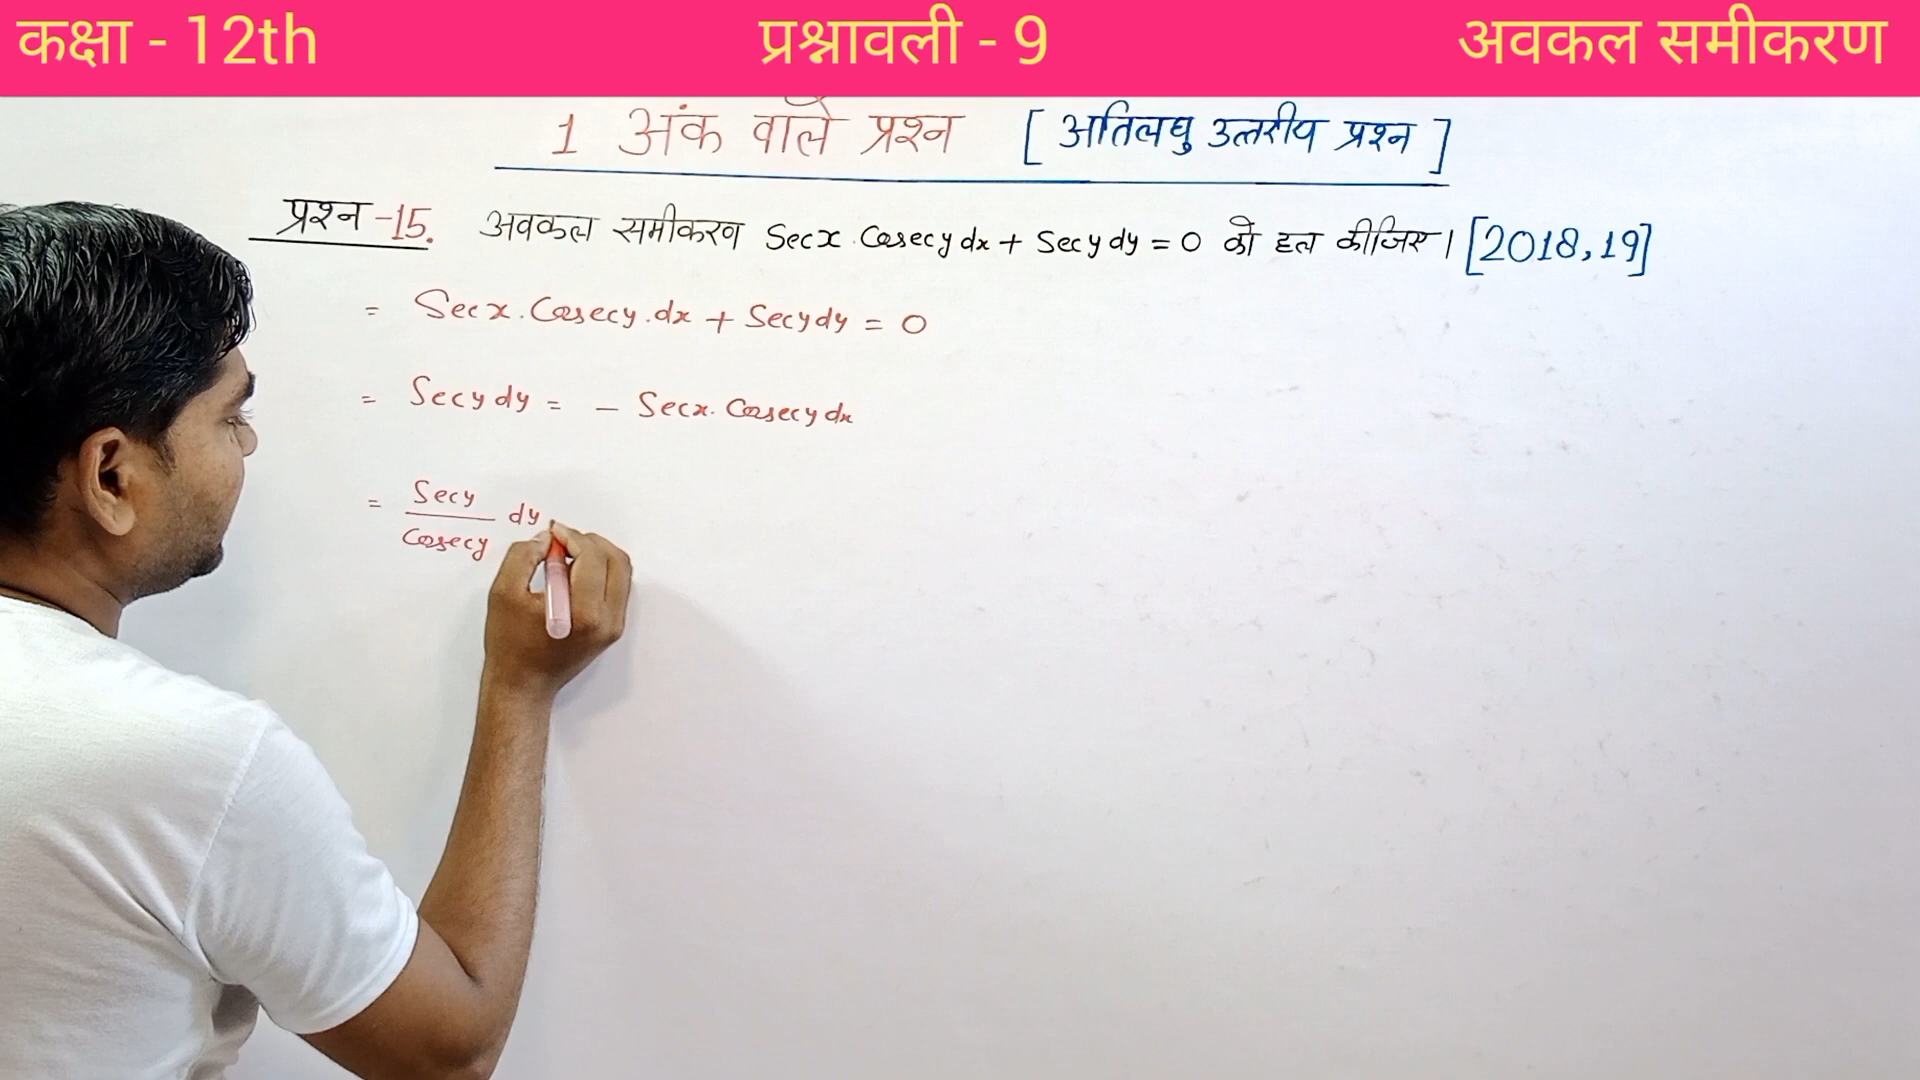 कक्षा - 12th प्रश्नावली - 9 अवकल समीकरण
1 अंक वाले प्रश्न [ अतिलघु उत्तरीय प्रश्न ]
प्रश्न -15. अवकल समीकरण Secx . Cosecy dx + Secy dy = 0 को हल कीजिए। [2018,19]
= Secx . Cosecy . dx + Secy dy = 0
= Secy dy = - Secx . Cosecy dx
= Secy / Cosecy dy